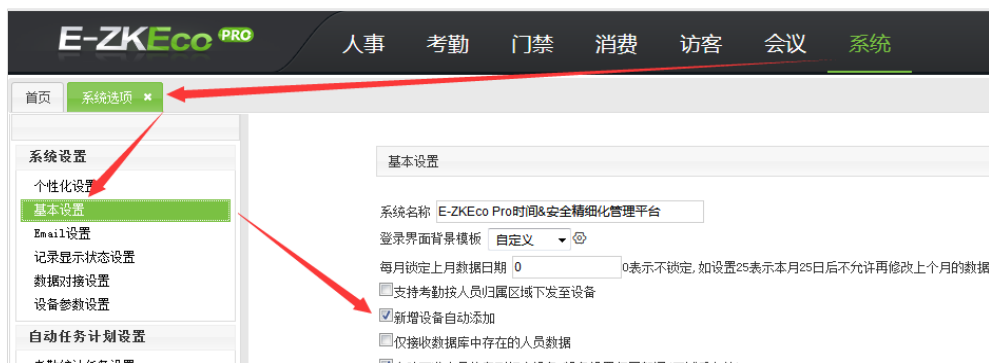 E-ZKEco PRO
人事 考勤 门禁 消费 访客 会议 系统
首页 系统选项 ×
系统设置
个性化设置
基本设置
Email设置
记录显示状态设置
数据对接设置
设备参数设置
自动任务计划设置
基本设置
系统名称 E-ZKEco Pro时间&安全精细化管理平台
登录界面背景模板 自定义
每月锁定上月数据日期 0 0表示不锁定, 如设置25表示本月25日后不允许再修改上个月的数据
支持考勤按人员归属区域下发至设备
新增设备自动添加
仅接收数据库中存在的人员数据